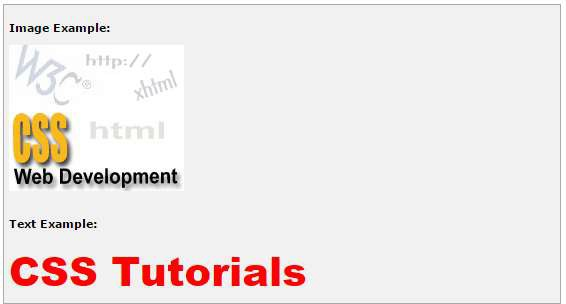 Image Example:
http://
W3C®
xhtml
html
CSS
Web Development
Text Example:
CSS Tutorials